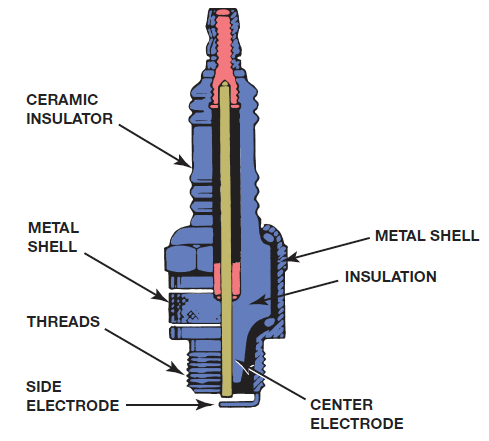 CERAMIC
INSULATOR
METAL
SHELL
METAL SHELL
INSULATION
THREADS
SIDE
ELECTRODE
CENTER
ELECTRODE